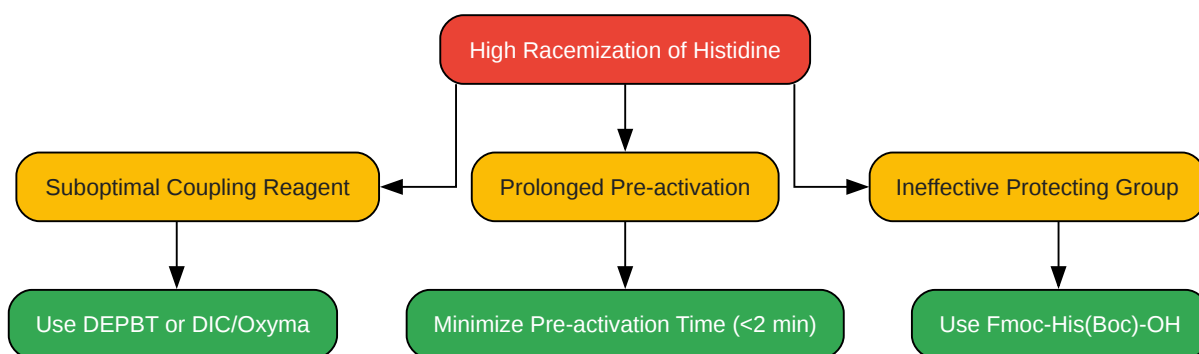 High Racemization of Histidine
Suboptimal Coupling Reagent
Prolonged Pre-activation
Ineffective Protecting Group
Use DEPBT or DIC/Oxyma
Minimize Pre-activation Time (<2 min)
Use Fmoc-His(Boc)-OH